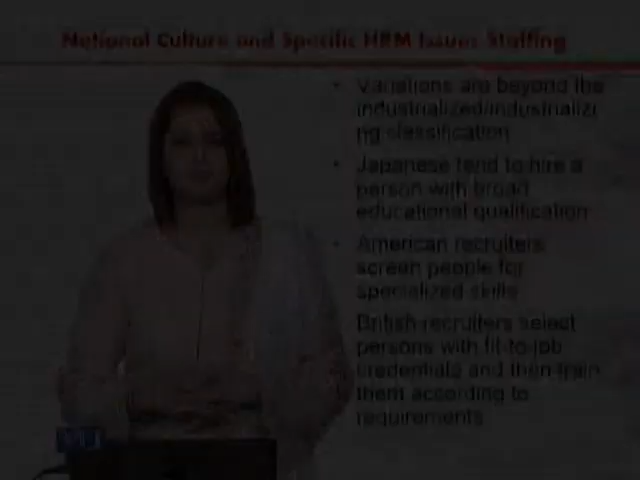 National Culture and Specific HRM Issues Staffing
• Variations are beyond the
industrialized/industrializi
ng classification
• Japanese tend to hire a
person with broad
educational qualification
• American recruiters
screen people for
specialized skills
British recruiters select
persons with fit-to-job
credentials and then train
them according to
requirements